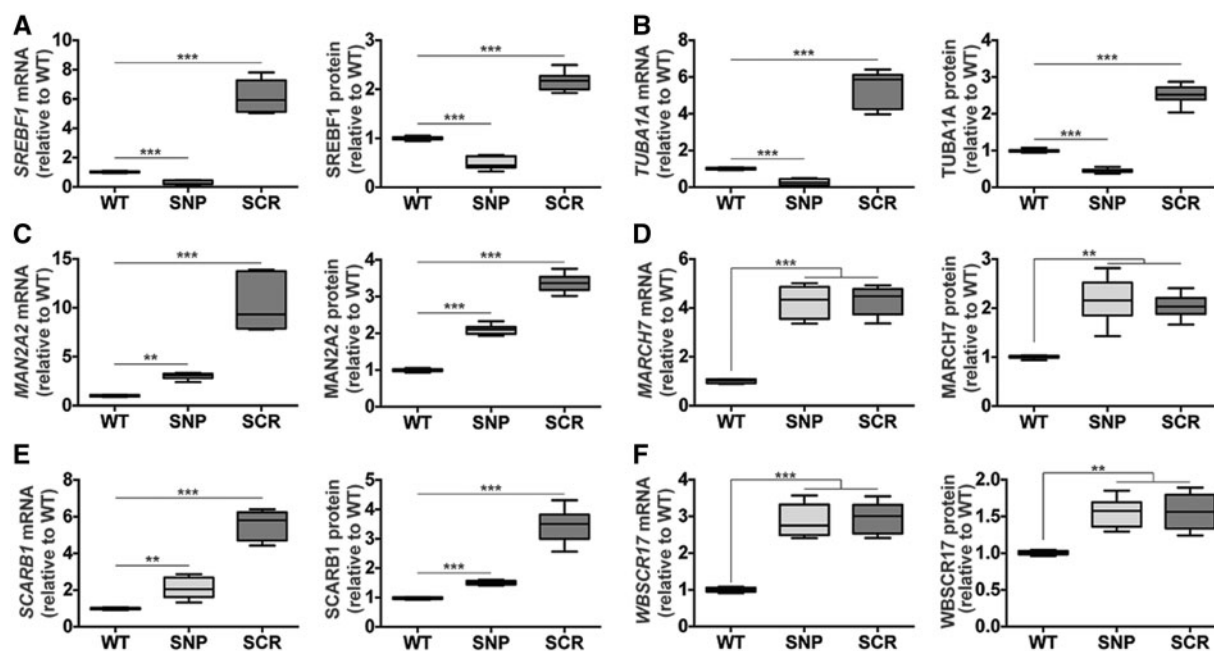 A
SREBF1 mRNA
(relative to WT)
10
8
6
4
2
0
***
***
WT SNP SCR
SREBF1 protein
(relative to WT)
3
2
1
0
***
***
WT SNP SCR
B
TUBA1A mRNA
(relative to WT)
8
6
4
2
0
***
***
WT SNP SCR
TUBA1A protein
(relative to WT)
4
3
2
1
0
***
***
WT SNP SCR
C
MAN2A2 mRNA
(relative to WT)
15
10
5
0
***
**
WT SNP SCR
MAN2A2 protein
(relative to WT)
4
3
2
1
0
***
***
WT SNP SCR
D
MARCH7 mRNA
(relative to WT)
6
4
2
0
***
WT SNP SCR
MARCH7 protein
(relative to WT)
3
2
1
0
**
WT SNP SCR
E
SCARB1 mRNA
(relative to WT)
8
6
4
2
0
***
**
WT SNP SCR
SCARB1 protein
(relative to WT)
5
4
3
2
1
0
***
***
WT SNP SCR
F
WBSCR17 mRNA
(relative to WT)
4
3
2
1
0
***
WT SNP SCR
WBSCR17 protein
(relative to WT)
2.0
1.5
1.0
0.5
0.0
**
WT SNP SCR